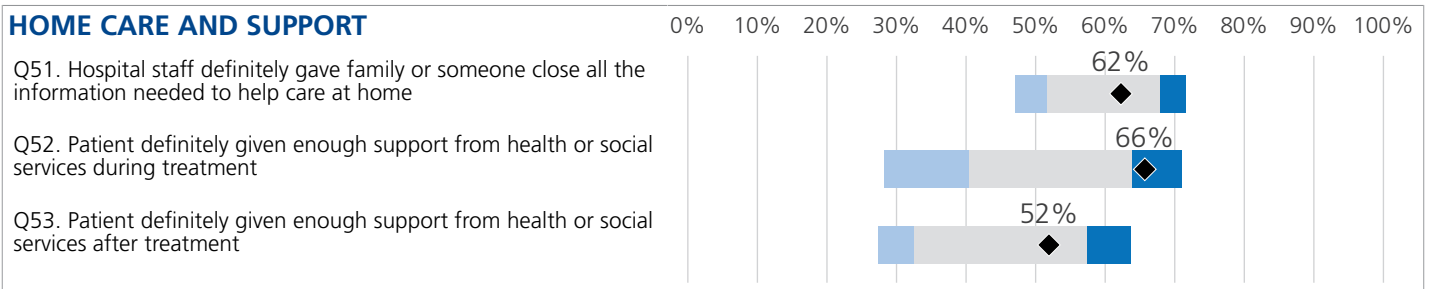 HOME CARE AND SUPPORT
0% 10% 20% 30% 40% 50% 60% 70% 80% 90% 100%
Q51. Hospital staff definitely gave family or someone close all the
information needed to help care at home
62%
Q52. Patient definitely given enough support from health or social
services during treatment
66%
Q53. Patient definitely given enough support from health or social
services after treatment
52%